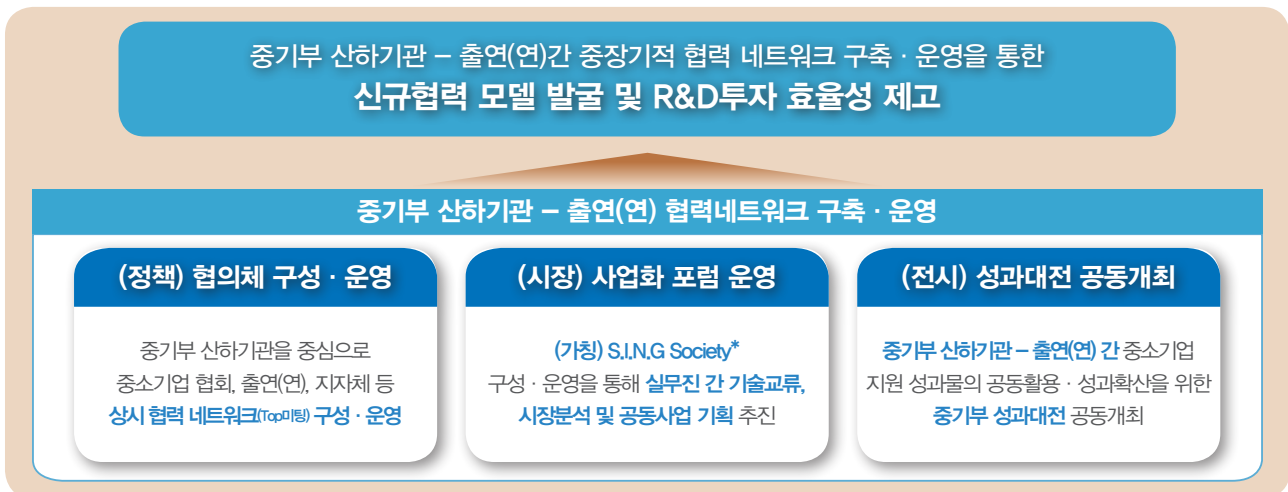 중기부 산하기관 – 출연(연)간 중장기적 협력 네트워크 구축 · 운영을 통한
신규협력 모델 발굴 및 R&D투자 효율성 제고
중기부 산하기관 – 출연(연) 협력네트워크 구축 · 운영
(정책) 협의체 구성 · 운영
중기부 산하기관을 중심으로
중소기업 협회, 출연(연), 지자체 등
상시 협력 네트워크(Top미팅) 구성 · 운영
(시장) 사업화 포럼 운영
(가칭) S.I.N.G Society*
구성 · 운영을 통해 실무진 간 기술교류,
시장분석 및 공동사업 기획 추진
(전시) 성과대전 공동개최
중기부 산하기관 – 출연(연) 간 중소기업
지원 성과물의 공동활용 · 성과확산을 위한
중기부 성과대전 공동개최